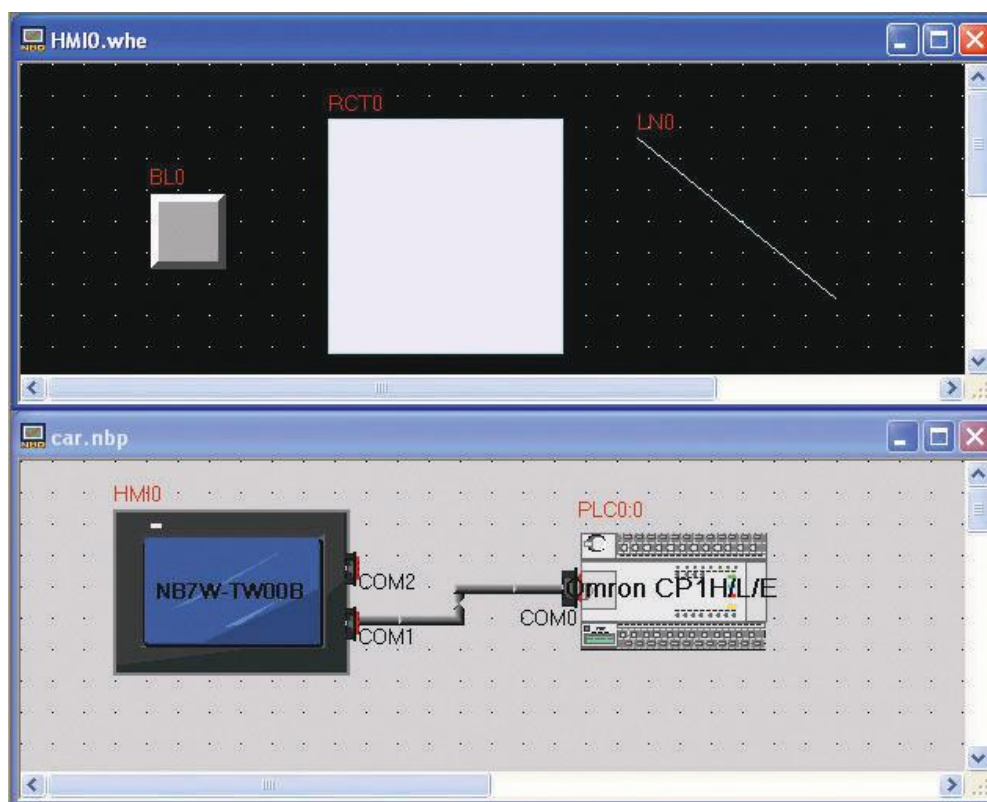 HMI0.whe
RCT0
LN0
BL0
car.nbp
HMI0
PLC0:0
NB7W-TW00B
COM2
Omron CP1H/L/E
COM0
COM1